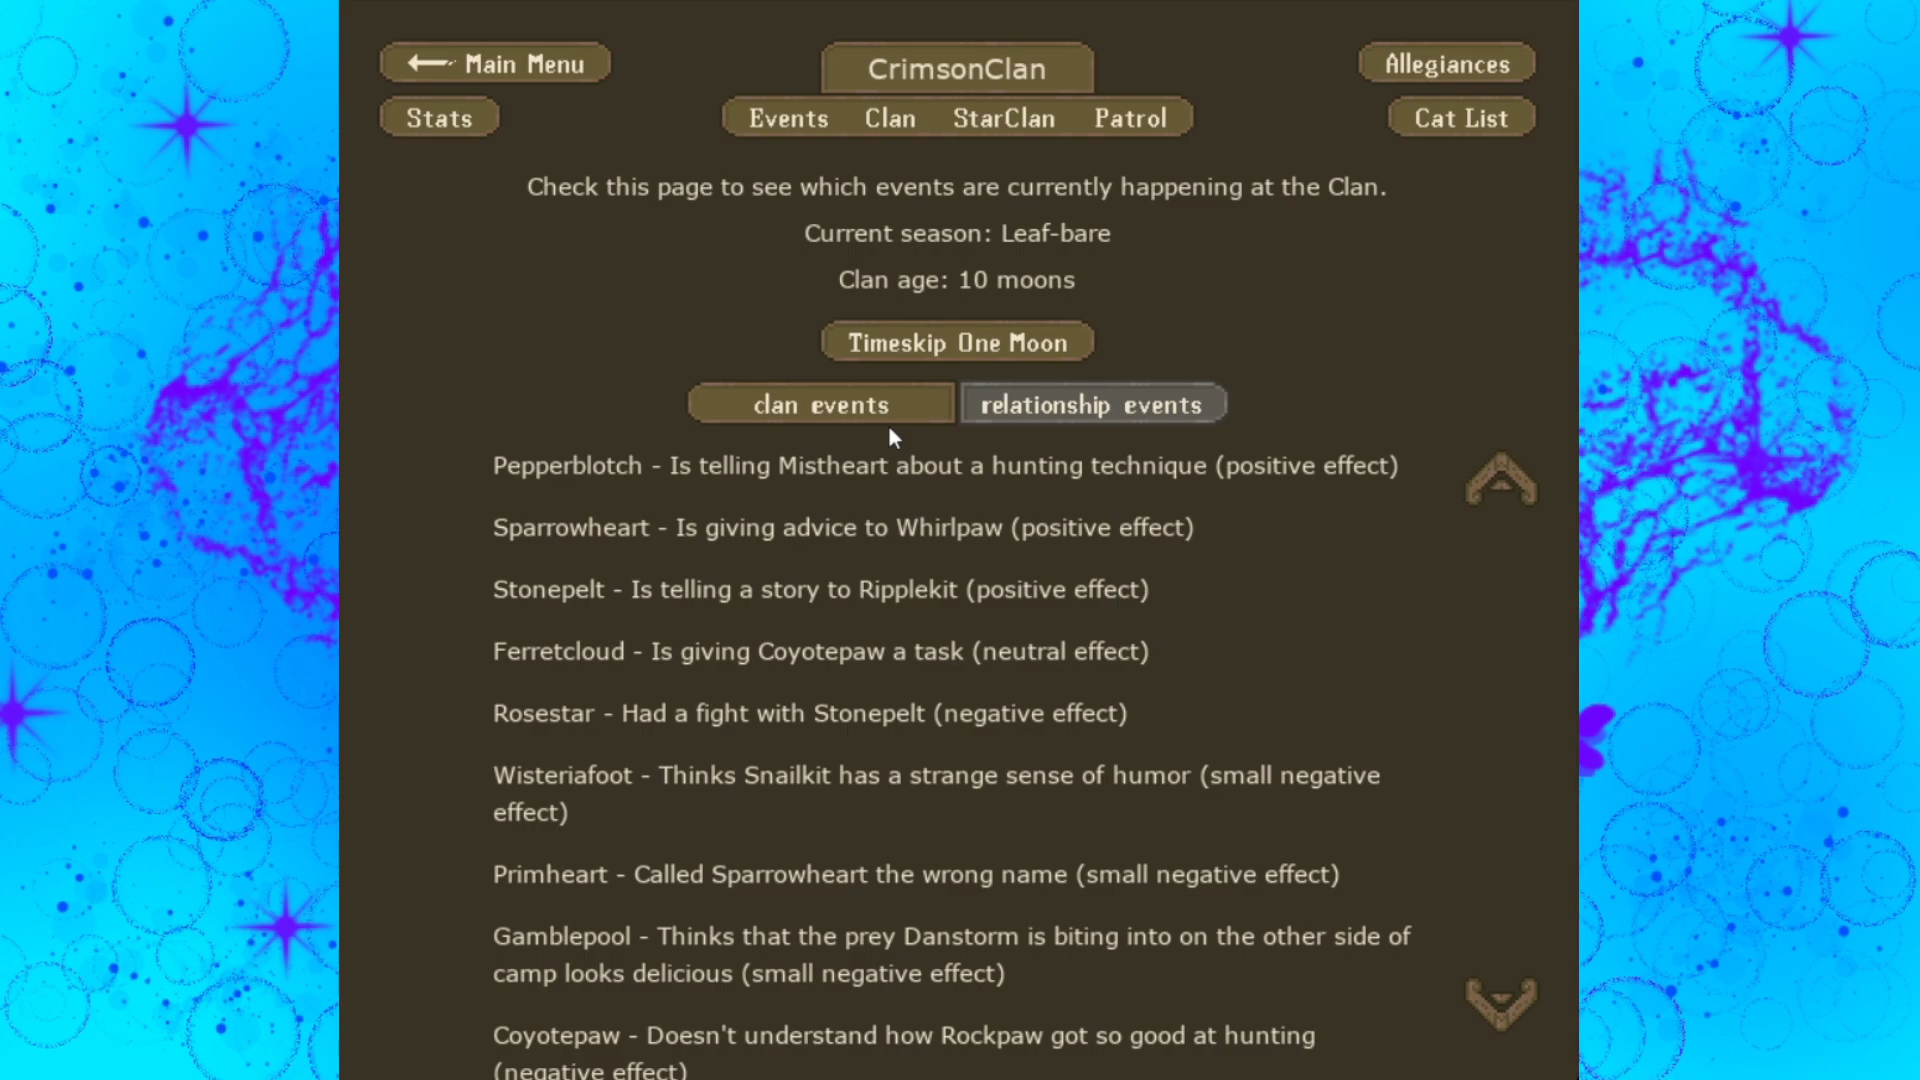 Main Menu
CrimsonClan
Allegiances
Stats
Events Clan StarClan Patrol
Cat List
Check this page to see which events are currently happening at the Clan.
Current season: Leaf-bare
Clan age: 10 moons
Timeskip One Moon
clan events
relationship events
Pepperblotch - Is telling Mistheart about a hunting technique (positive effect)
Sparrowheart - Is giving advice to Whirlpaw (positive effect)
Stonepelt - Is telling a story to Ripplekit (positive effect)
Ferretcloud - Is giving Coyotepaw a task (neutral effect)
Rosestar - Had a fight with Stonepelt (negative effect)
Wisteriafoot - Thinks Snailkit has a strange sense of humor (small negative
effect)
Primheart - Called Sparrowheart the wrong name (small negative effect)
Gamblepool - Thinks that the prey Danstorm is biting into on the other side of
camp looks delicious (small negative effect)
Coyotepaw - Doesn't understand how Rockpaw got so good at hunting
(negative effect)